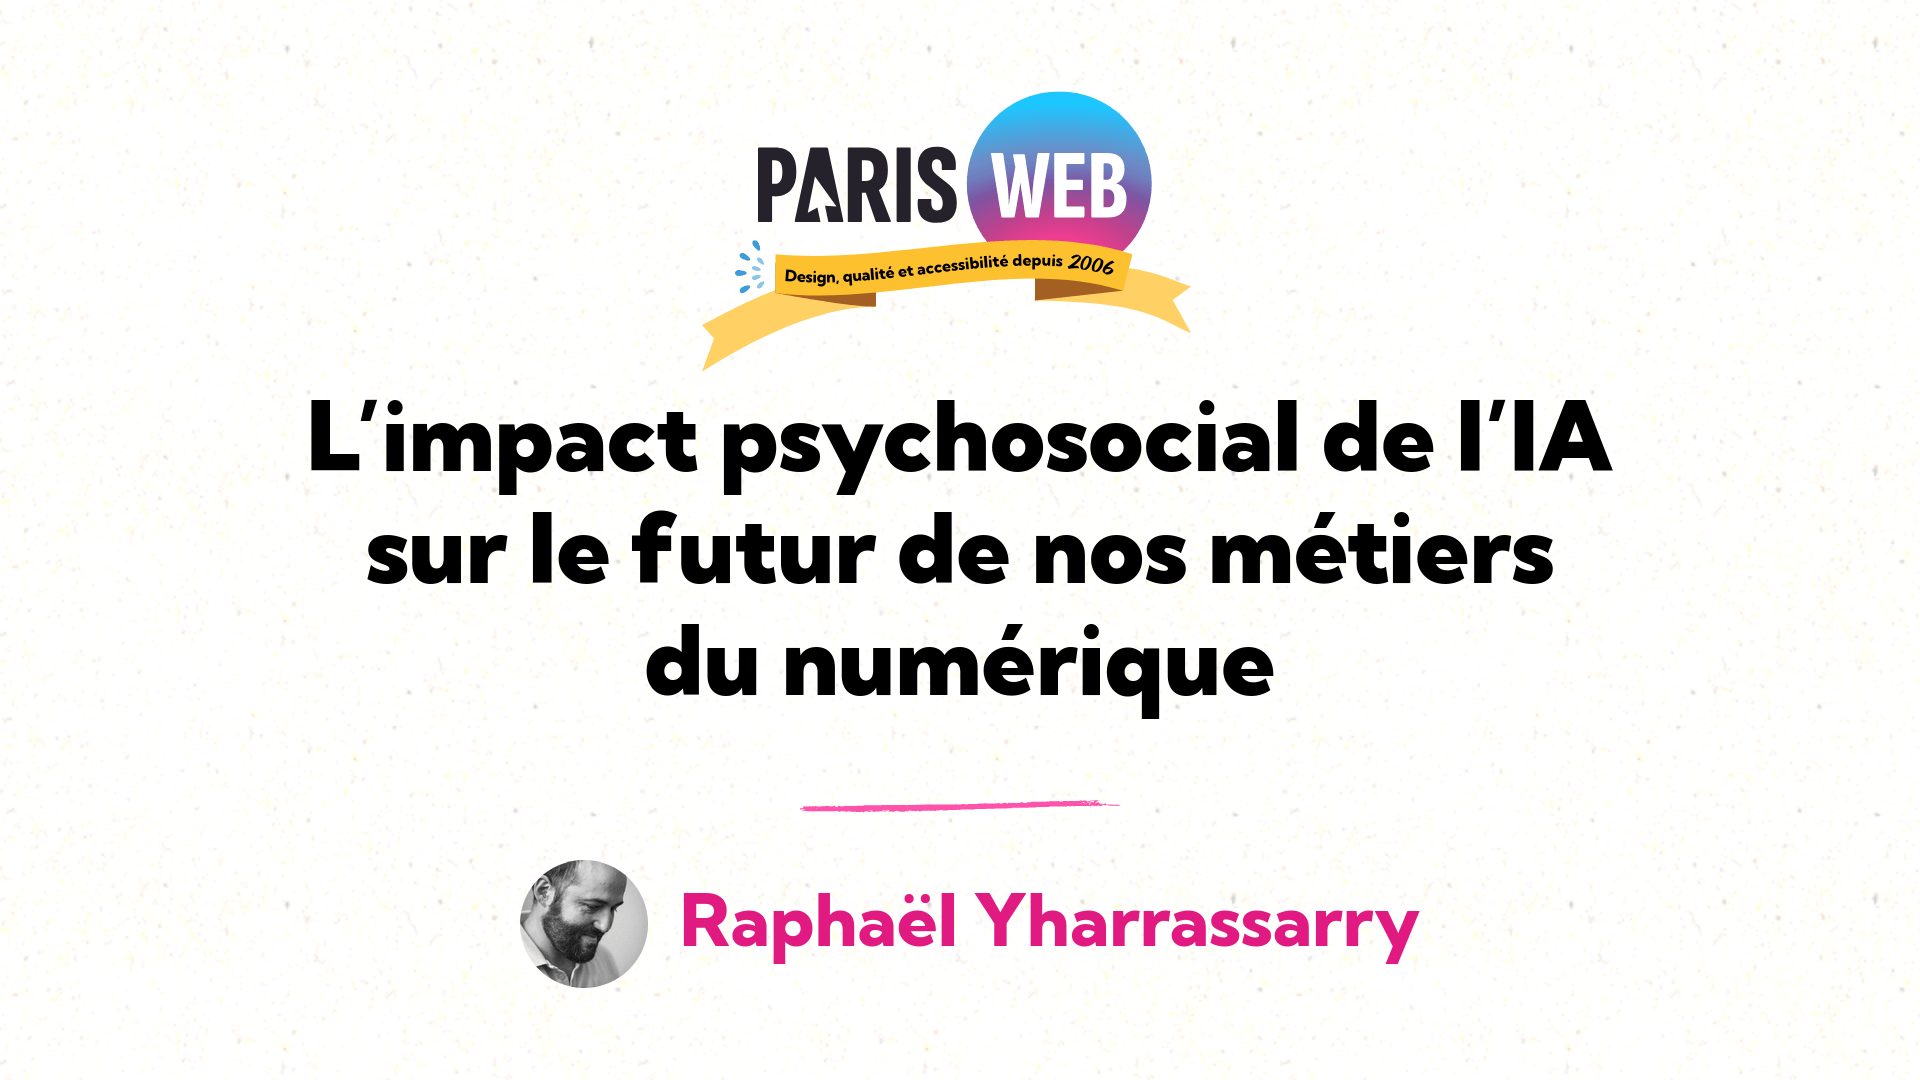 PARIS WEB
Design, qualité et accessibilité depuis 2006
L’impact psychosocial de l’IA
sur le futur de nos métiers
du numérique
Raphaël Yharrassarry